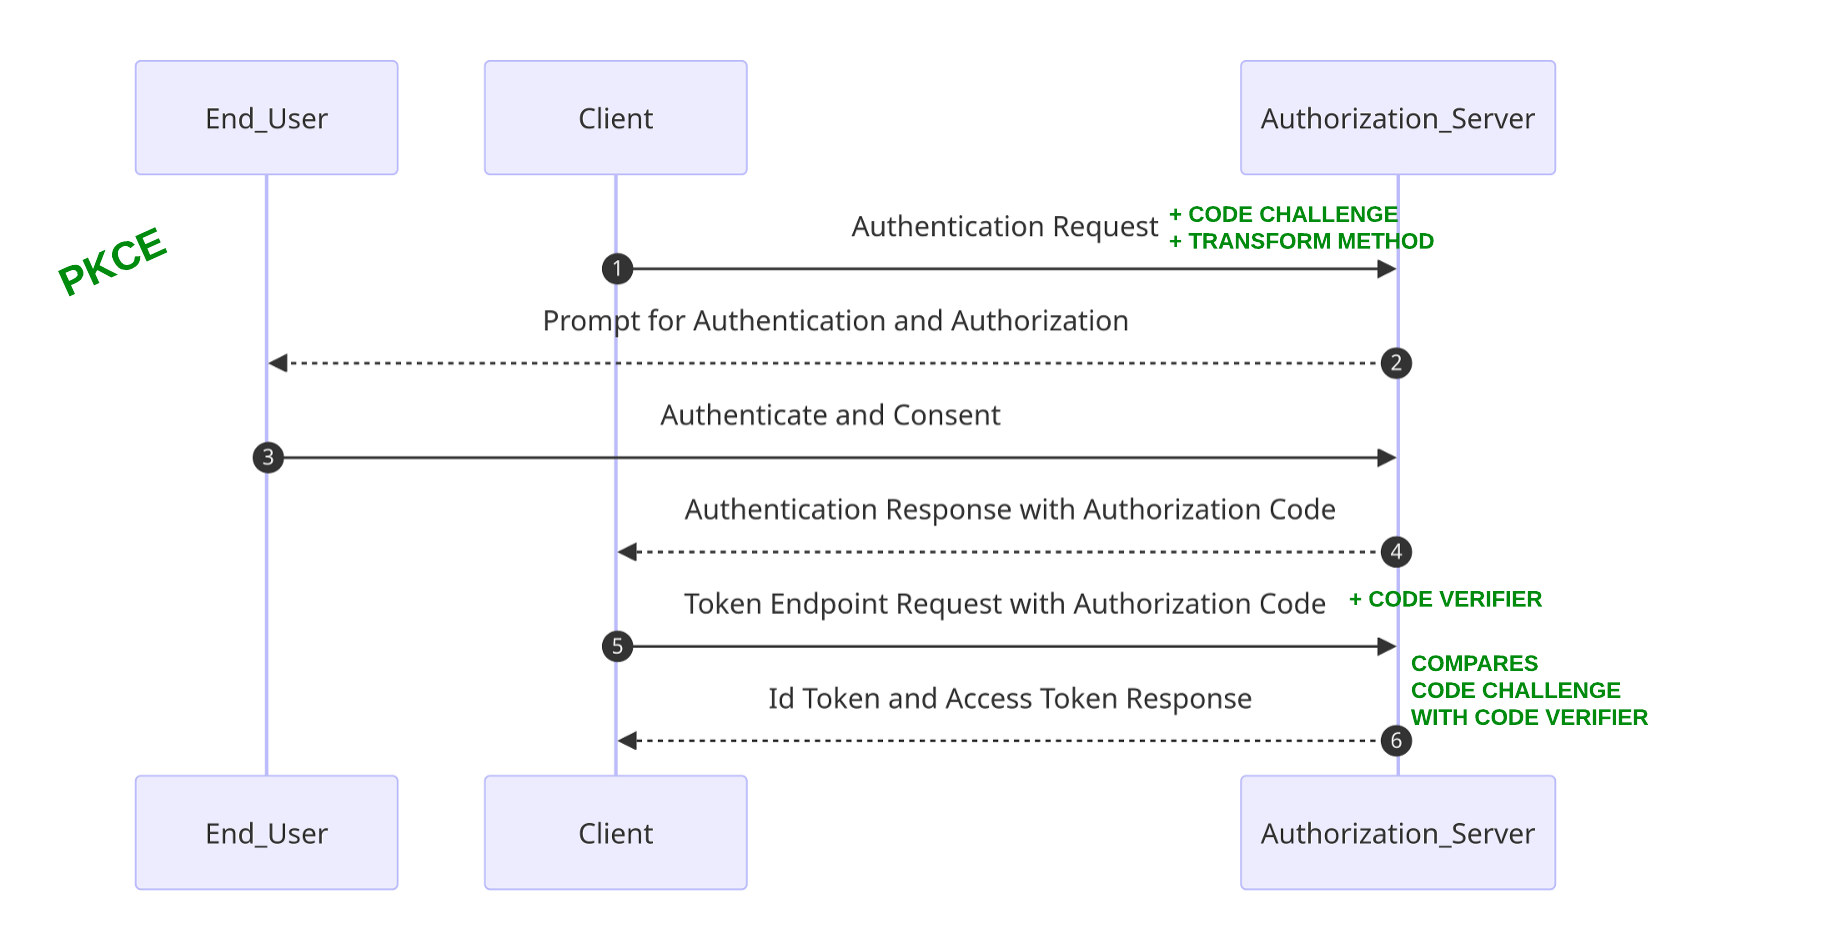 End_User
Client
Authorization_Server
PKCE
Authentication Request
+ CODE CHALLENGE
+ TRANSFORM METHOD
1
Prompt for Authentication and Authorization
2
Authenticate and Consent
3
Authentication Response with Authorization Code
4
Token Endpoint Request with Authorization Code
+ CODE VERIFIER
5
COMPARES
CODE CHALLENGE
WITH CODE VERIFIER
Id Token and Access Token Response
6
End_User
Client
Authorization_Server